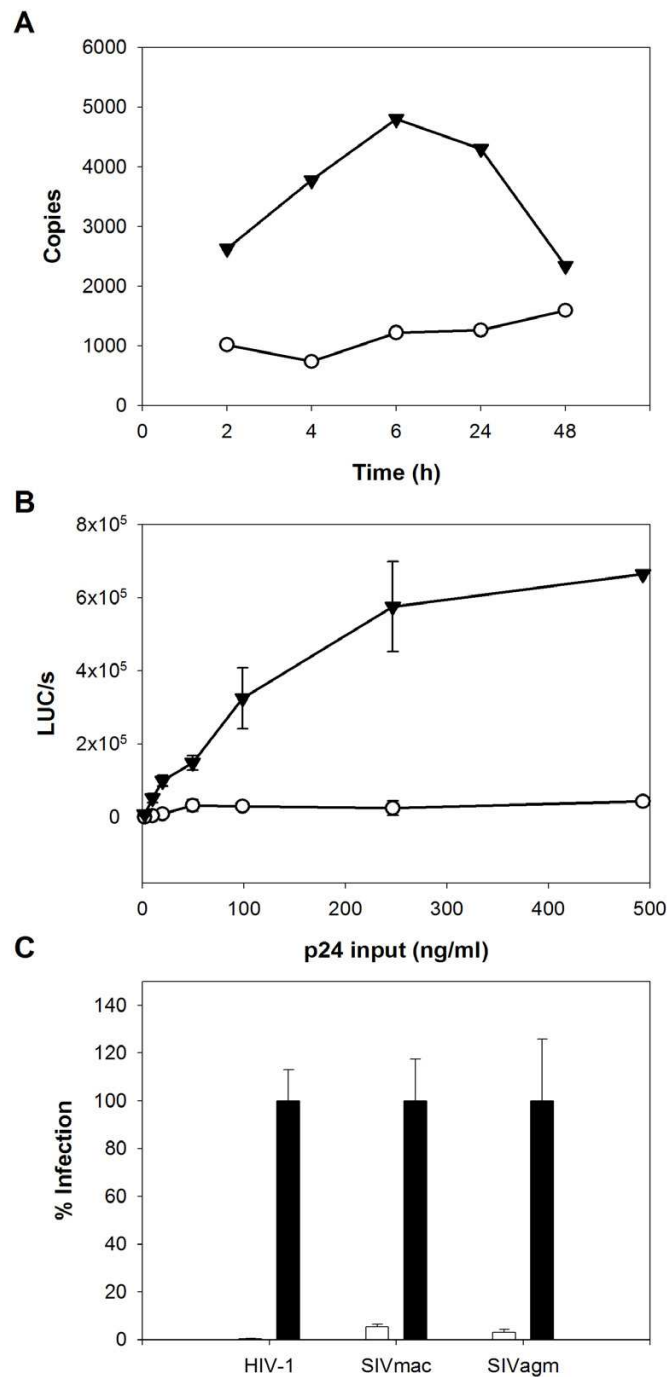 A
6000
5000
4000
3000
2000
1000
0
Copies
0 2 4 6 24 48
Time (h)
B
8x10⁵
6x10⁵
4x10⁵
2x10⁵
0
LUC/s
0 100 200 300 400 500
p24 input (ng/ml)
C
140
120
100
80
60
40
20
0
% Infection
HIV-1 SIVmac SIVagm